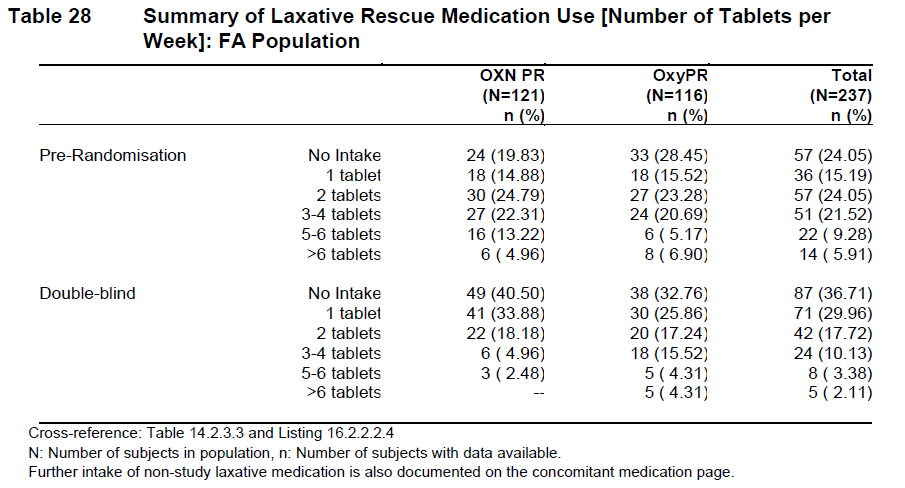 Table 28 Summary of Laxative Rescue Medication Use [Number of Tablets per
Week]: FA Population
OXN PR OxyPR Total
(N=121) (N=116) (N=237)
n (%) n (%) n (%)
Pre-Randomisation No Intake 24 (19.83) 33 (28.45) 57 (24.05)
1 tablet 18 (14.88) 18 (15.52) 36 (15.19)
2 tablets 30 (24.79) 27 (23.28) 57 (24.05)
3-4 tablets 27 (22.31) 24 (20.69) 51 (21.52)
5-6 tablets 16 (13.22) 6 ( 5.17) 22 ( 9.28)
>6 tablets 6 ( 4.96) 8 ( 6.90) 14 ( 5.91)
Double-blind No Intake 49 (40.50) 38 (32.76) 87 (36.71)
1 tablet 41 (33.88) 30 (25.86) 71 (29.96)
2 tablets 22 (18.18) 20 (17.24) 42 (17.72)
3-4 tablets 6 ( 4.96) 18 (15.52) 24 (10.13)
5-6 tablets 3 ( 2.48) 5 ( 4.31) 8 ( 3.38)
>6 tablets -- 5 ( 4.31) 5 ( 2.11)
Cross-reference: Table 14.2.3.3 and Listing 16.2.2.2.4
N: Number of subjects in population, n: Number of subjects with data available.
Further intake of non-study laxative medication is also documented on the concomitant medication page.